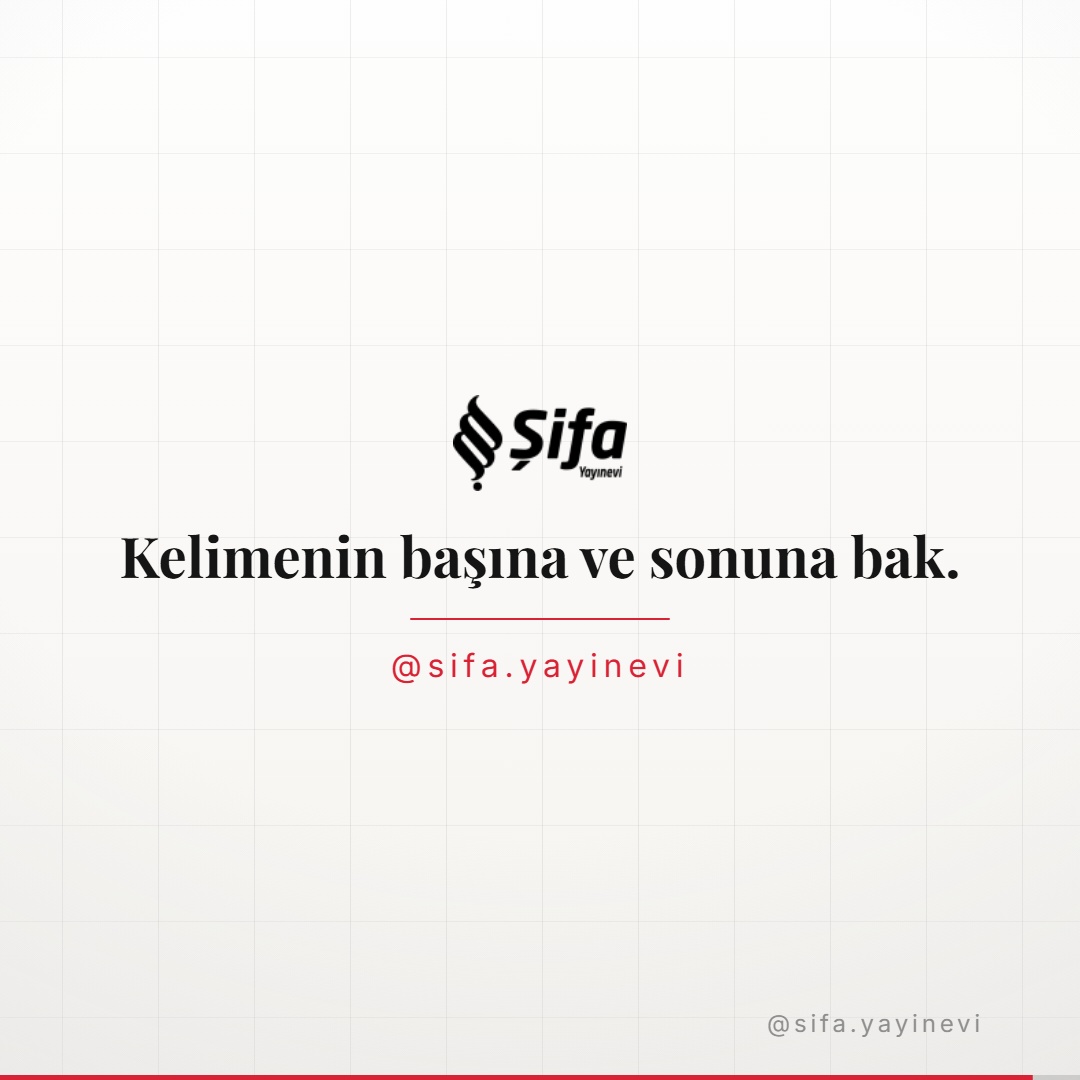 Şifa
Yayınevi
Kelimenin başına ve sonuna bak.
@sifa.yayinevi
@sifa.yayinevi